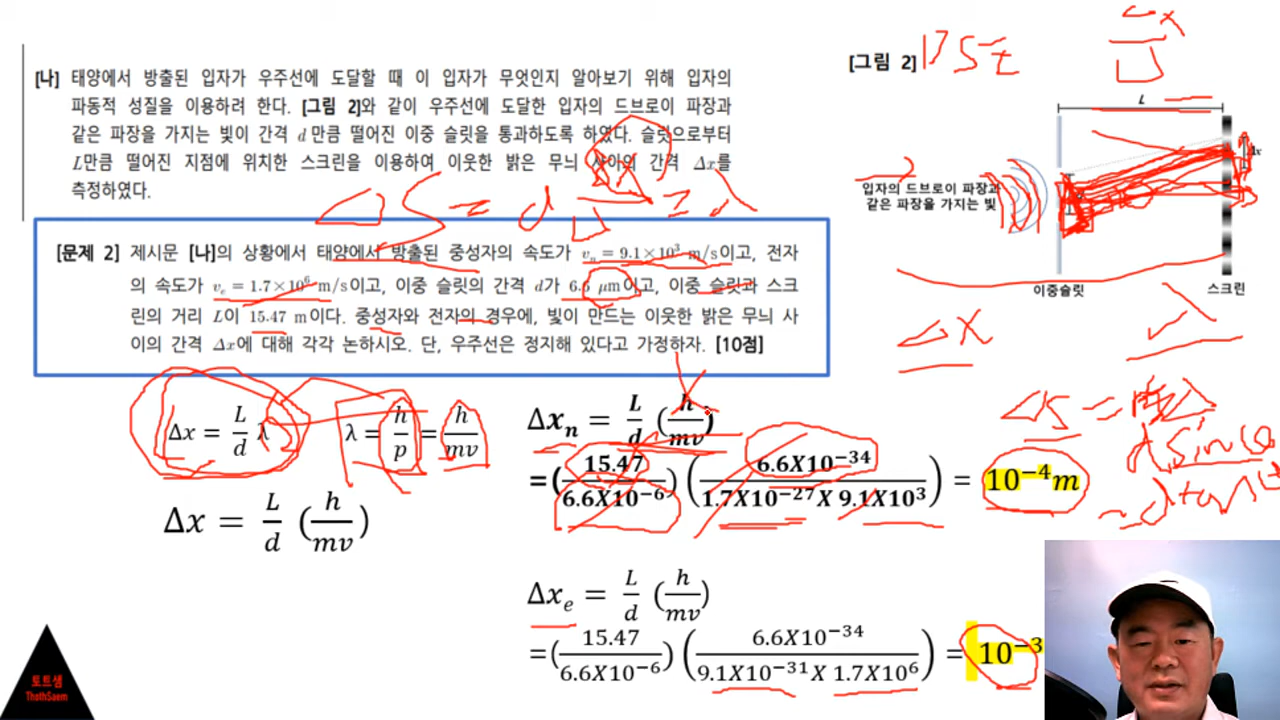 [나] 태양에서 방출된 입자가 우주선에 도달할 때 이 입자가 무엇인지 알아보기 위해 입자의
파동적 성질을 이용하려 한다. [그림 2]와 같이 우주선에 도달한 입자의 드브로이 파장과
같은 파장을 가지는 빛이 간격 d 만큼 떨어진 이중 슬릿을 통과하도록 하였다. 슬릿으로부터
L만큼 떨어진 지점에 위치한 스크린을 이용하여 이웃한 밝은 무늬 사이의 간격 Δx를
측정하였다.
[그림 2]
L
Δx
입자의 드브로이 파장과
같은 파장을 가지는 빛
이중슬릿
스크린
[문제 2] 제시문 [나]의 상황에서 태양에서 방출된 중성자의 속도가 vₙ = 9.1×10³ m/s이고, 전자
의 속도가 vₑ = 1.7×10⁶ m/s이고, 이중 슬릿의 간격 d가 6.6 μm이고, 이중 슬릿과 스크
린의 거리 L이 15.47 m이다. 중성자와 전자의 경우에, 빛이 만드는 이웃한 밝은 무늬 사
이의 간격 Δx에 대해 각각 논하시오. 단, 우주선은 정지해 있다고 가정하자. [10점]
ΔS = d Δx/L = λ
Δx
λ
Δx = L/d λ
λ = h/p = h/mv
Δx = L/d (h/mv)
Δxₙ = L/d (h/mv)
= (15.47/6.6X10⁻⁶) (6.6X10⁻³⁴/1.7X10⁻²⁷X 9.1X10³) = 10⁻⁴m
Δxₑ = L/d (h/mv)
= (15.47/6.6X10⁻⁶) (6.6X10⁻³⁴/9.1X10⁻³¹X 1.7X10⁶) = 10⁻³
토트샘
ThothSaem